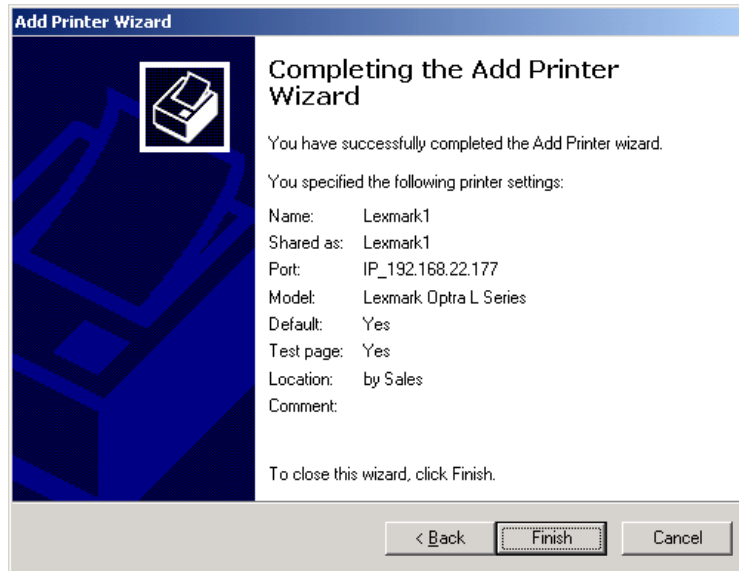 Add Printer Wizard
Completing the Add Printer
Wizard
You have successfully completed the Add Printer wizard.
You specified the following printer settings:
Name: Lexmark1
Shared as: Lexmark1
Port: IP_192.168.22.177
Model: Lexmark Optra L Series
Default: Yes
Test page: Yes
Location: by Sales
Comment:
To close this wizard, click Finish.
< Back Finish Cancel